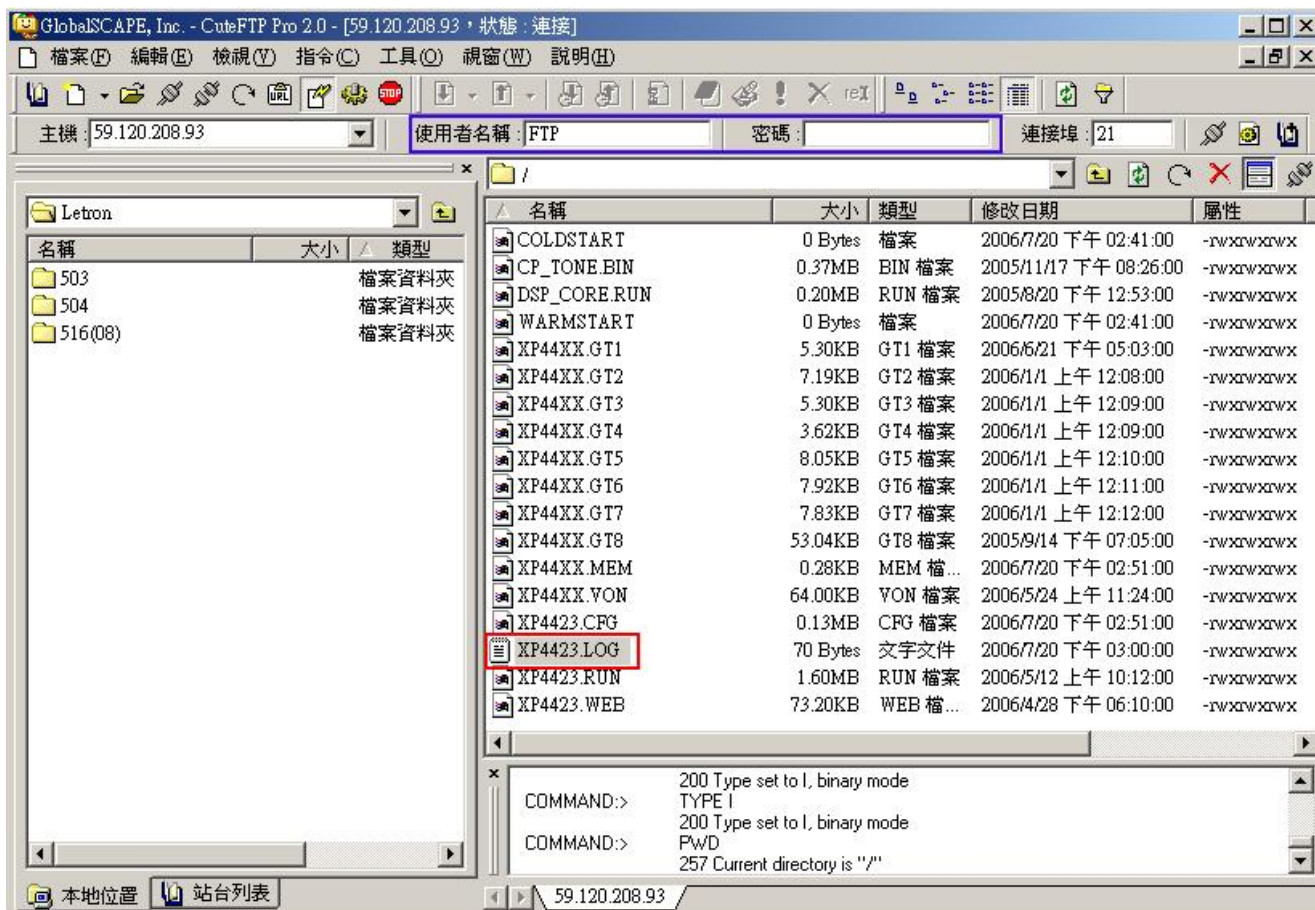 GlobalSCAPE, Inc. - CuteFTP Pro 2.0 - [59.120.208.93，狀態 : 連接]
檔案(F) 編輯(E) 檢視(V) 指令(C) 工具(O) 視窗(W) 說明(H)
URL STOP
主機 : 59.120.208.93 使用者名稱 : FTP 密碼 : 連接埠 : 21
/
Letron
名稱 大小 類型
503 檔案資料夾
504 檔案資料夾
516(08) 檔案資料夾
名稱 大小 類型 修改日期 屬性
COLDSTART 0 Bytes 檔案 2006/7/20 下午 02:41:00 -rwxrwxrwx
CP_TONE.BIN 0.37MB BIN 檔案 2005/11/17 下午 08:26:00 -rwxrwxrwx
DSP_CORE.RUN 0.20MB RUN 檔案 2005/8/20 下午 12:53:00 -rwxrwxrwx
WARMSTART 0 Bytes 檔案 2006/7/20 下午 02:41:00 -rwxrwxrwx
XP44XX.GT1 5.30KB GT1 檔案 2006/6/21 下午 05:03:00 -rwxrwxrwx
XP44XX.GT2 7.19KB GT2 檔案 2006/1/1 上午 12:08:00 -rwxrwxrwx
XP44XX.GT3 5.30KB GT3 檔案 2006/1/1 上午 12:09:00 -rwxrwxrwx
XP44XX.GT4 3.62KB GT4 檔案 2006/1/1 上午 12:09:00 -rwxrwxrwx
XP44XX.GT5 8.05KB GT5 檔案 2006/1/1 上午 12:10:00 -rwxrwxrwx
XP44XX.GT6 7.92KB GT6 檔案 2006/1/1 上午 12:11:00 -rwxrwxrwx
XP44XX.GT7 7.83KB GT7 檔案 2006/1/1 上午 12:12:00 -rwxrwxrwx
XP44XX.GT8 53.04KB GT8 檔案 2005/9/14 下午 07:05:00 -rwxrwxrwx
XP44XX.MEM 0.28KB MEM 檔... 2006/7/20 下午 02:51:00 -rwxrwxrwx
XP44XX.VON 64.00KB VON 檔案 2006/5/24 上午 11:24:00 -rwxrwxrwx
XP4423.CFG 0.13MB CFG 檔案 2006/7/20 下午 02:51:00 -rwxrwxrwx
XP4423.LOG 70 Bytes 文字文件 2006/7/20 下午 03:00:00 -rwxrwxrwx
XP4423.RUN 1.60MB RUN 檔案 2006/5/12 上午 10:12:00 -rwxrwxrwx
XP4423.WEB 73.20KB WEB 檔... 2006/4/28 下午 06:10:00 -rwxrwxrwx
200 Type set to I, binary mode
COMMAND:> TYPE I
200 Type set to I, binary mode
COMMAND:> PWD
257 Current directory is "/"
本地位置 站台列表
59.120.208.93